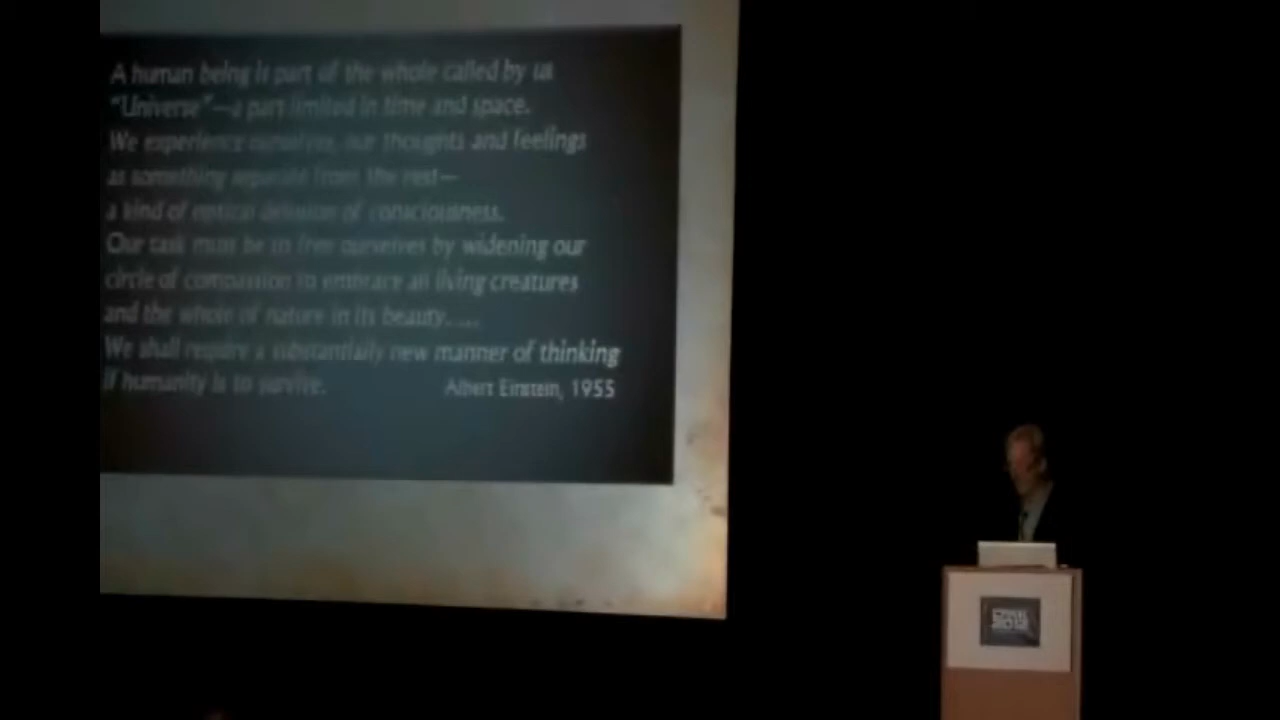 A human being is part of the whole called by us
"Universe"—a part limited in time and space.
We experience ourselves, our thoughts and feelings
as something separate from the rest—
a kind of optical delusion of consciousness.
Our task must be to free ourselves by widening our
circle of compassion to embrace all living creatures
and the whole of nature in its beauty.....
We shall require a substantially new manner of thinking
if humanity is to survive.
Albert Einstein, 1955